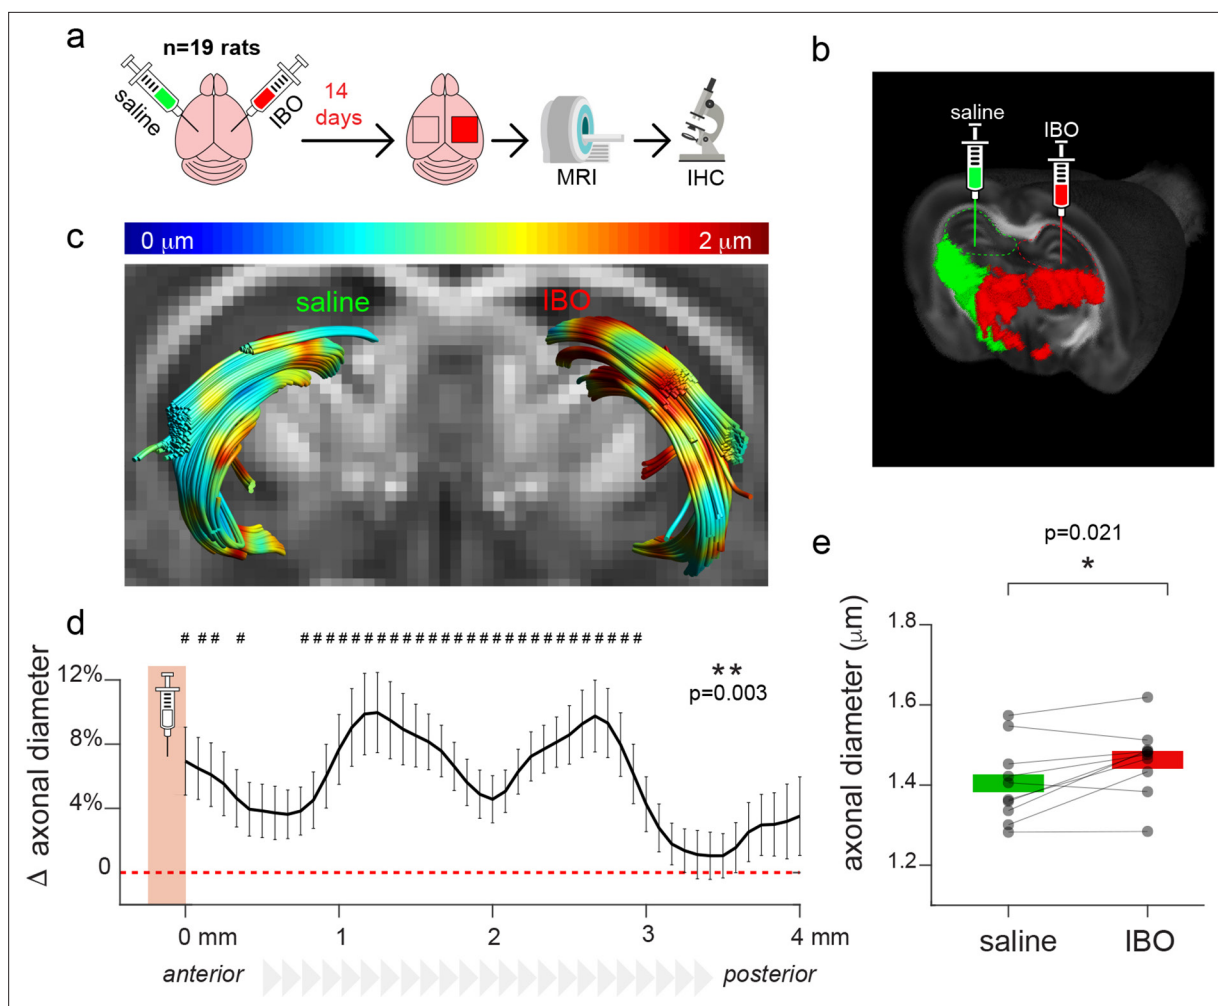 a
n=19 rats
saline
IBO
14
days
MRI
IHC
b
saline
IBO
c
0 μm
2 μm
saline
IBO
d
# ## # # # # # # # # # # # # # # # # # # # # # # # # # # # #
Δ axonal diameter
12%
8%
4%
0
**
p=0.003
0 mm
1
2
3
4 mm
anterior
posterior
e
p=0.021
*
axonal diameter (μm)
1.8
1.6
1.4
1.2
saline
IBO